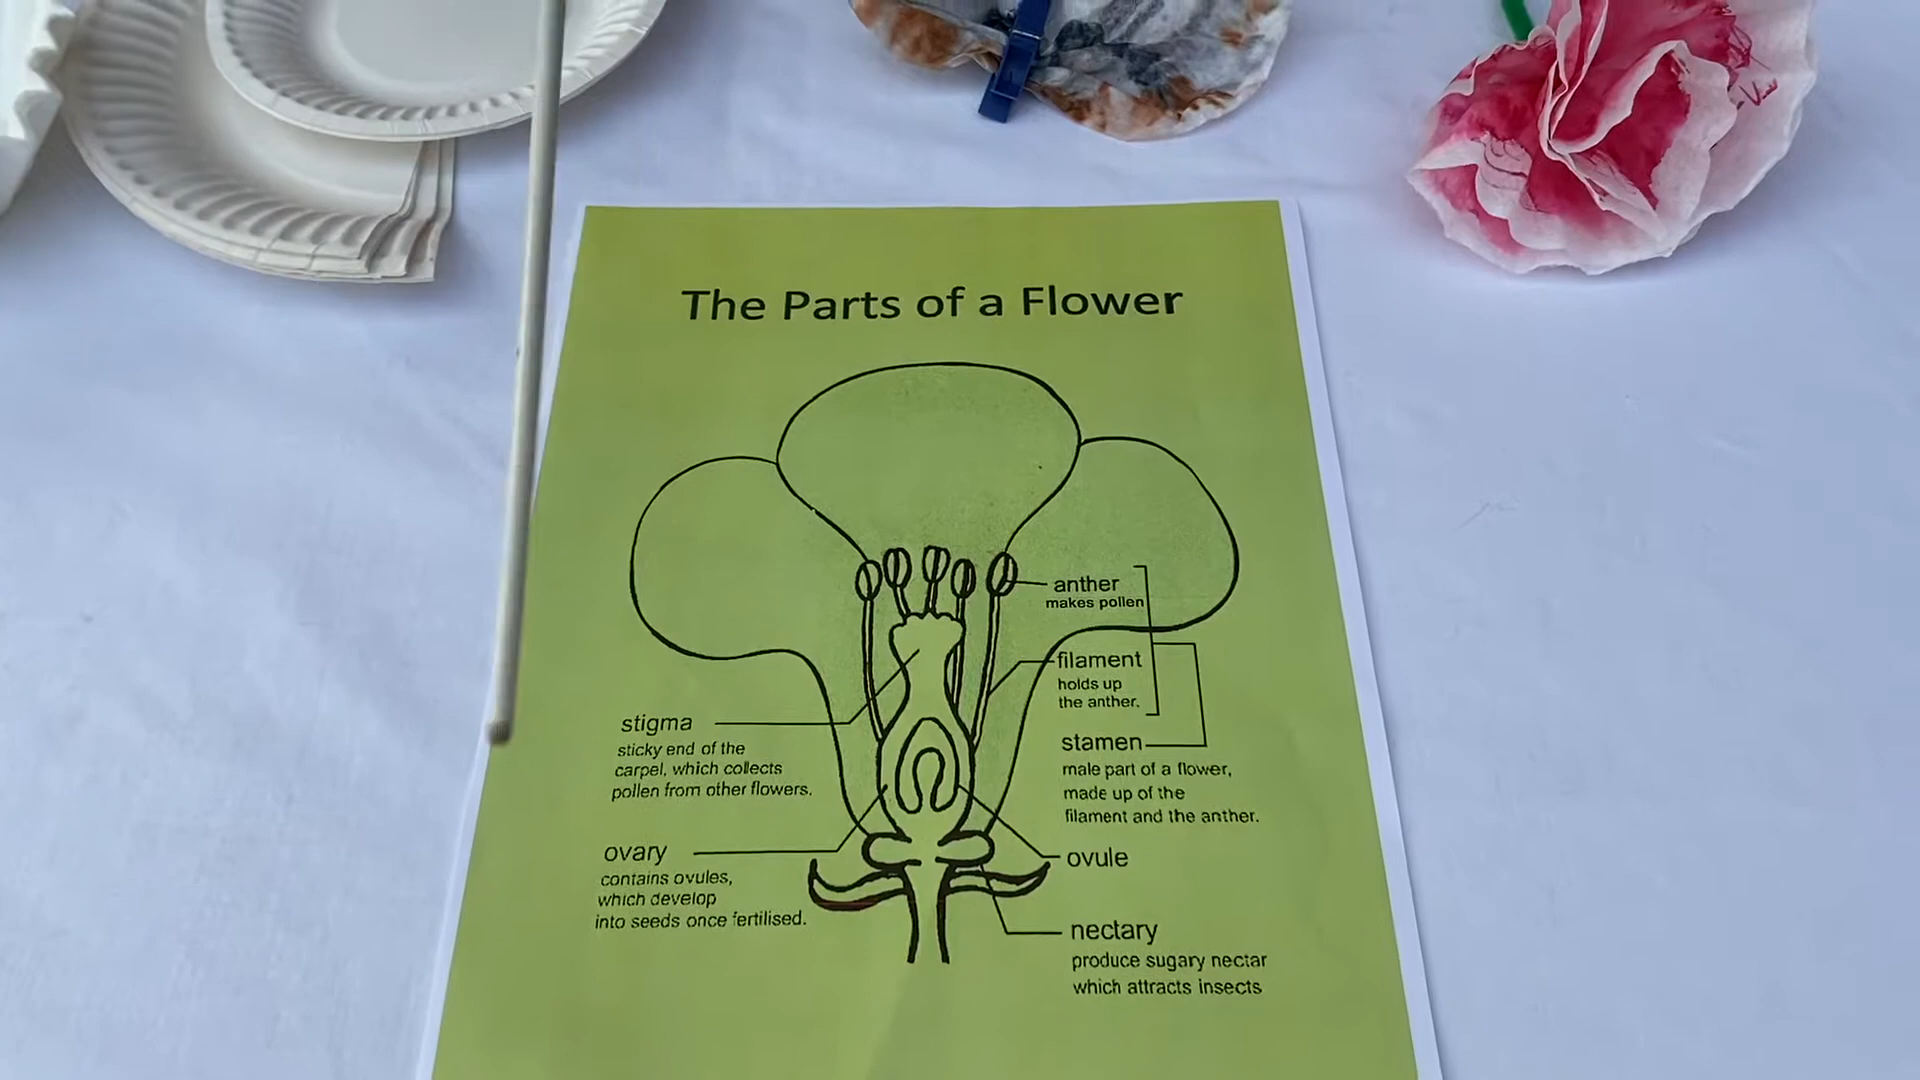 The Parts of a Flower
anther
makes pollen
filament
holds up
the anther.
stigma
sticky end of the
carpel, which collects
pollen from other flowers.
stamen
male part of a flower,
made up of the
filament and the anther.
ovary
contains ovules,
which develop
into seeds once fertilised.
ovule
nectary
produce sugary nectar
which attracts insects